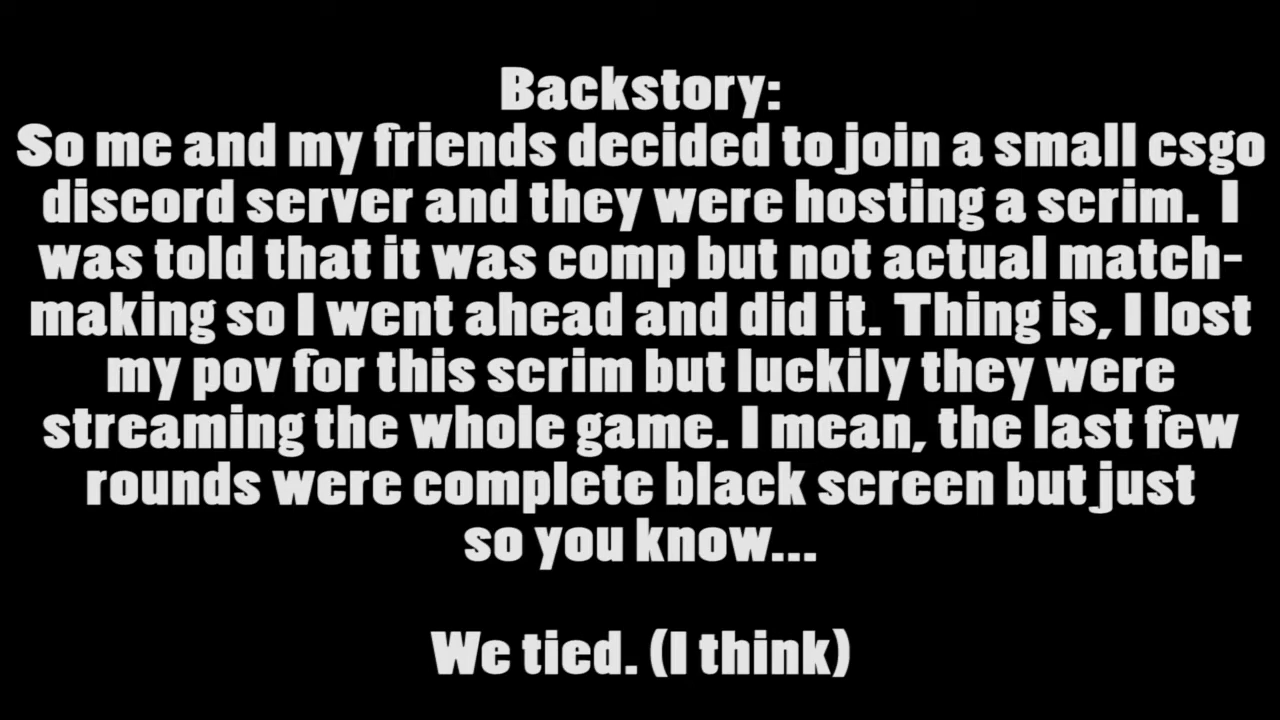 Backstory:
So me and my friends decided to join a small csgo
discord server and they were hosting a scrim. I
was told that it was comp but not actual match-
making so I went ahead and did it. Thing is, I lost
my pov for this scrim but luckily they were
streaming the whole game. I mean, the last few
rounds were complete black screen but just
so you know...
We tied. (I think)